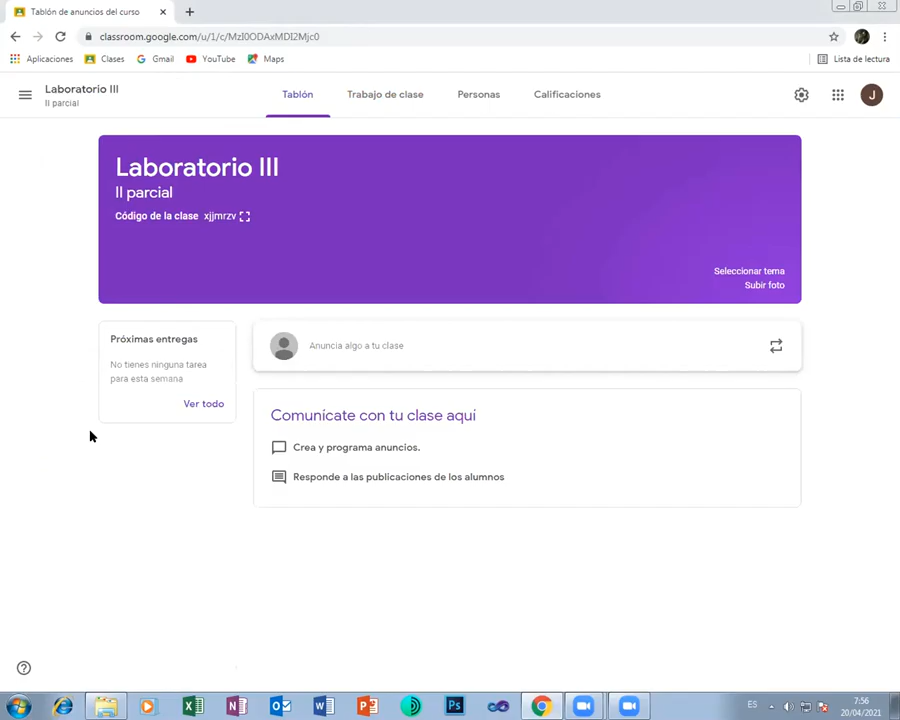 Tablón de anuncios del curso
classroom.google.com/u/1/c/MzI0ODAxMDI2Mjc0
Aplicaciones Clases Gmail YouTube Maps Lista de lectura
Laboratorio III
II parcial
Tablón Trabajo de clase Personas Calificaciones
J
Laboratorio III
II parcial
Código de la clase xjjmrzv
Seleccionar tema
Subir foto
Próximas entregas
No tienes ninguna tarea
para esta semana
Ver todo
Anuncia algo a tu clase
Comunícate con tu clase aquí
Crea y programa anuncios.
Responde a las publicaciones de los alumnos
ES
7:56
20/04/2021